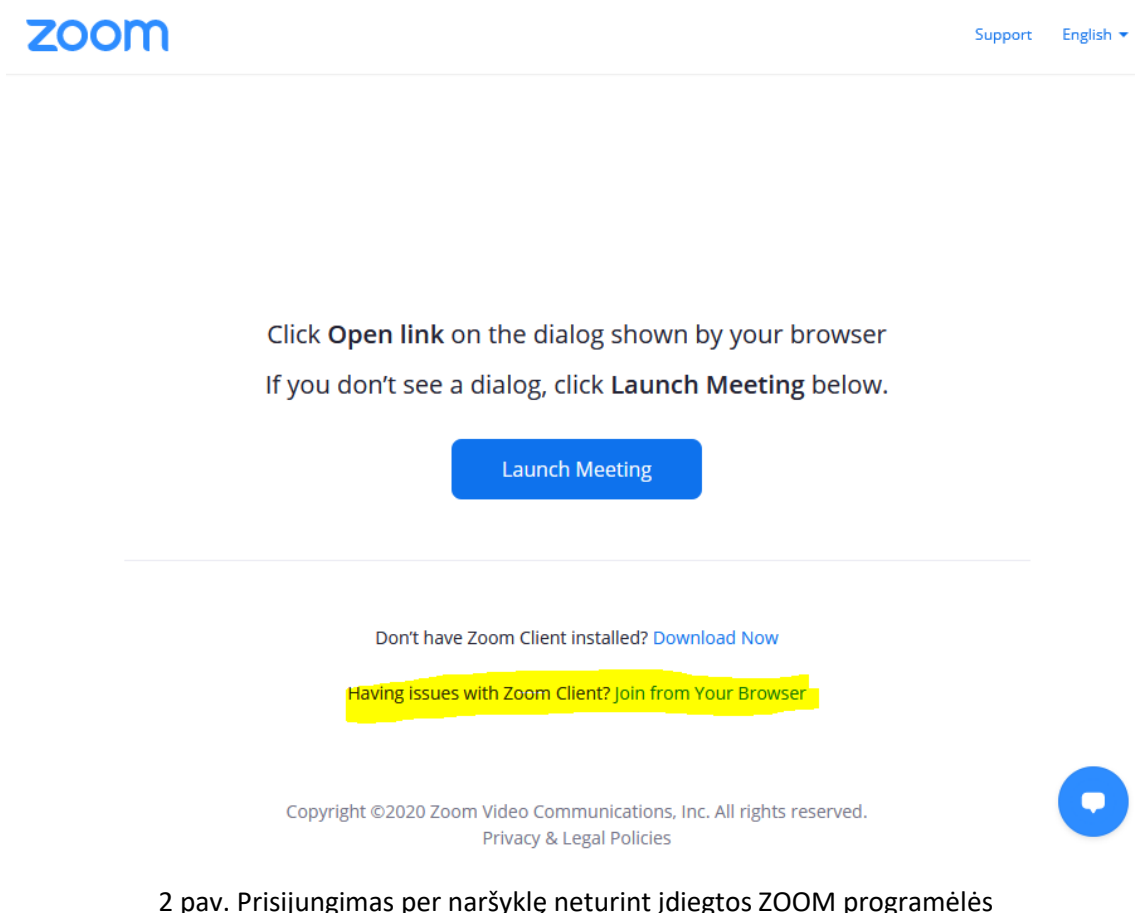 zoom
Support English
Click Open link on the dialog shown by your browser
If you don’t see a dialog, click Launch Meeting below.
Launch Meeting
Don’t have Zoom Client installed? Download Now
Having issues with Zoom Client? Join from Your Browser
Copyright ©2020 Zoom Video Communications, Inc. All rights reserved.
Privacy & Legal Policies
2 pav. Prisijungimas per naršyklę neturint įdiegtos ZOOM programėlės